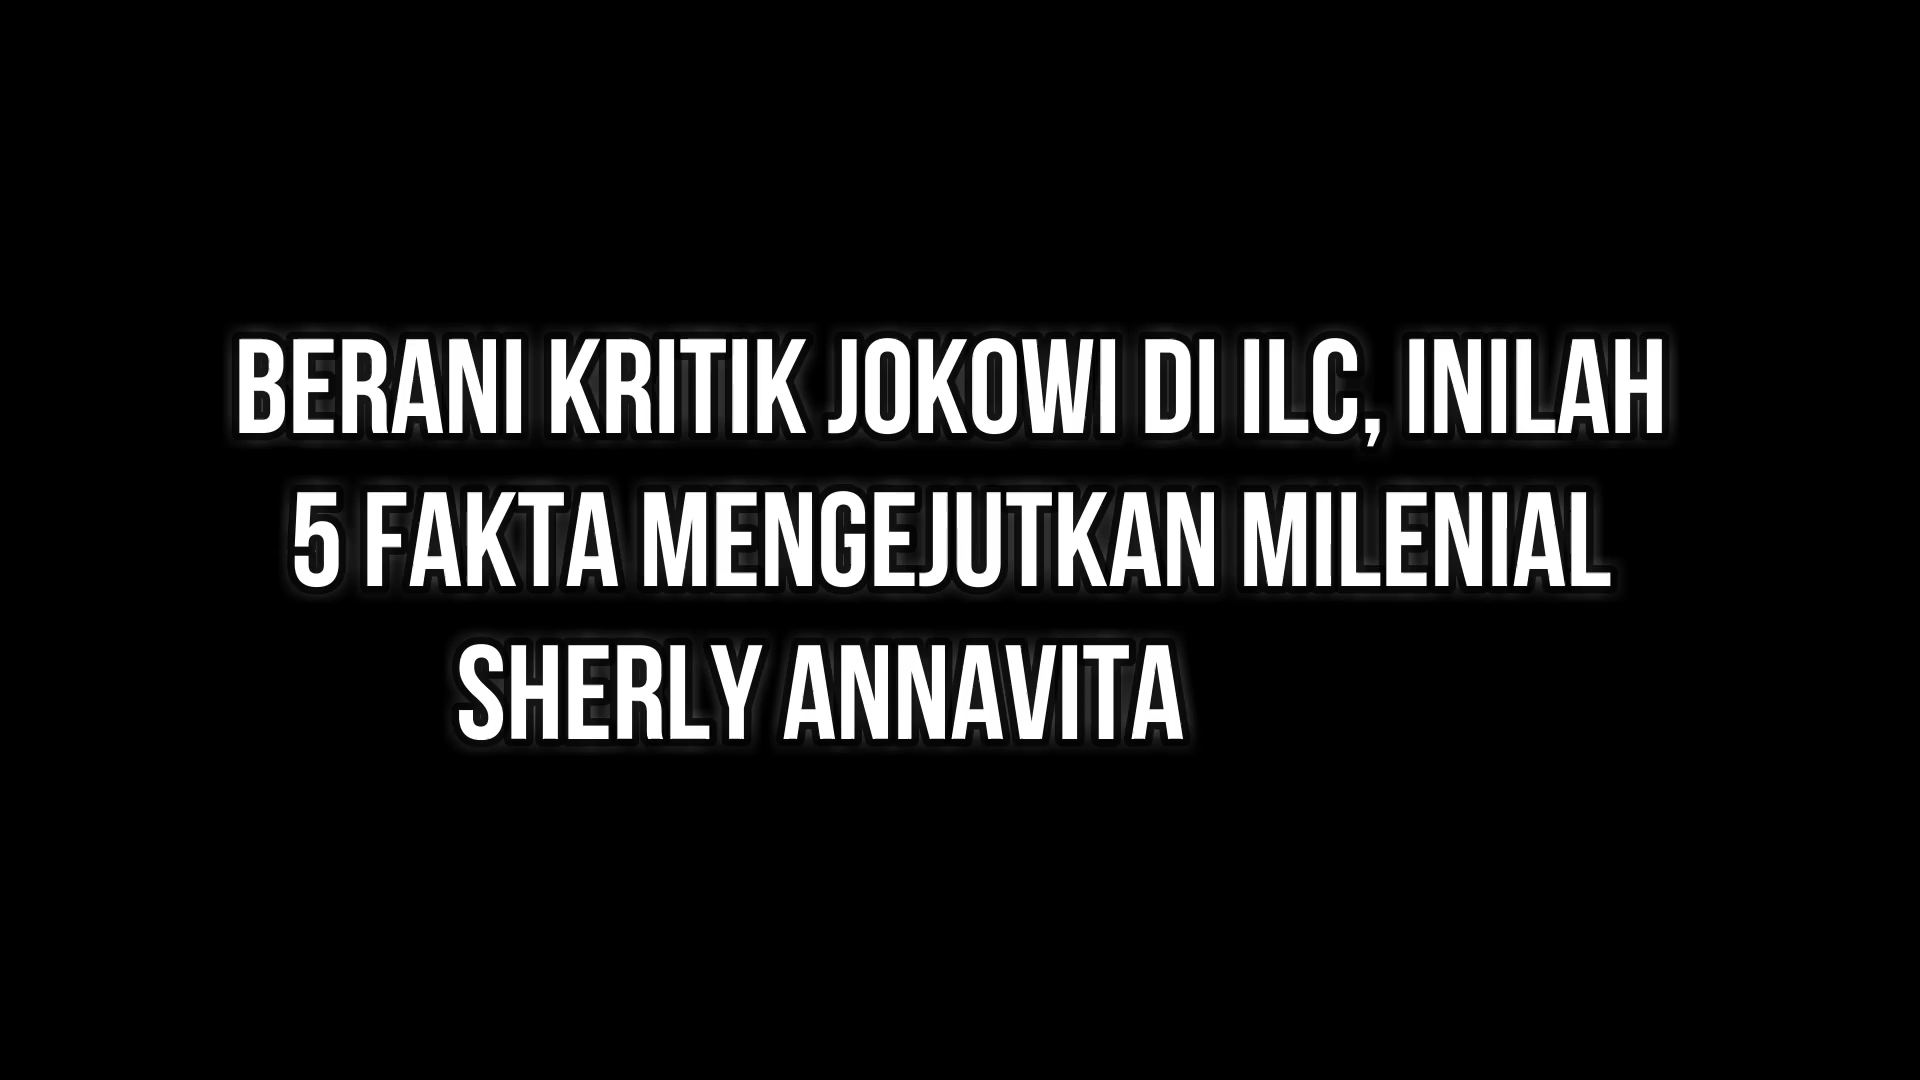 BERANI KRITIK JOKOWI DI ILC, INILAH
5 FAKTA MENGEJUTKAN MILENIAL
SHERLY ANNAVITA